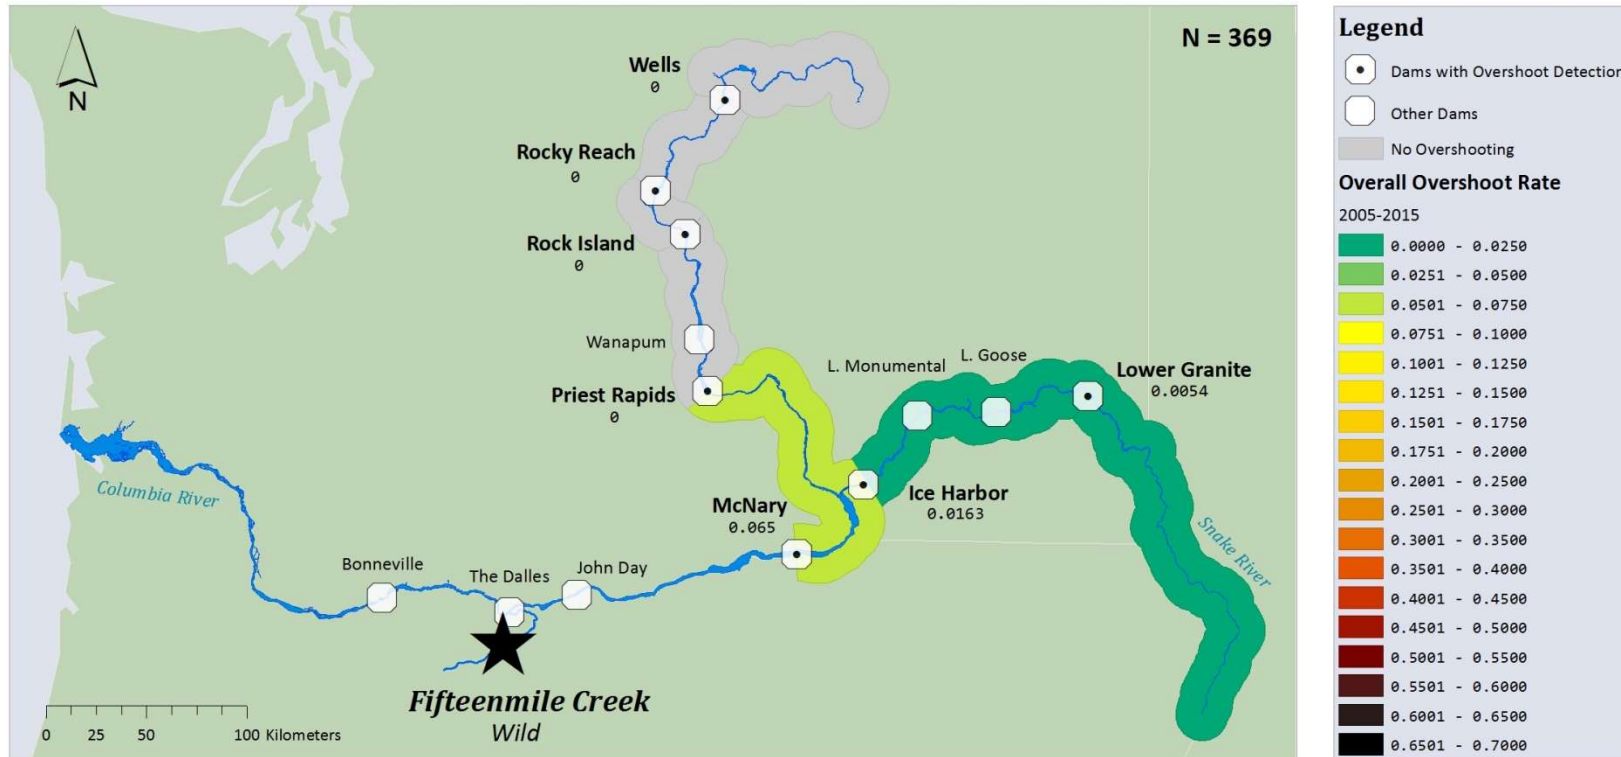 N = 369
N
Wells
0
Rocky Reach
0
Rock Island
0
Wanapum
Priest Rapids
0
L. Monumental
L. Goose
Lower Granite
0.0054
Columbia River
McNary
0.065
Ice Harbor
0.0163
Snake River
Bonneville
The Dalles
John Day
Fifteenmile Creek
Wild
0 25 50 100 Kilometers
Legend
Dams with Overshoot Detection
Other Dams
No Overshooting
Overall Overshoot Rate
2005-2015
0.0000 - 0.0250
0.0251 - 0.0500
0.0501 - 0.0750
0.0751 - 0.1000
0.1001 - 0.1250
0.1251 - 0.1500
0.1501 - 0.1750
0.1751 - 0.2000
0.2001 - 0.2500
0.2501 - 0.3000
0.3001 - 0.3500
0.3501 - 0.4000
0.4001 - 0.4500
0.4501 - 0.5000
0.5001 - 0.5500
0.5501 - 0.6000
0.6001 - 0.6500
0.6501 - 0.7000